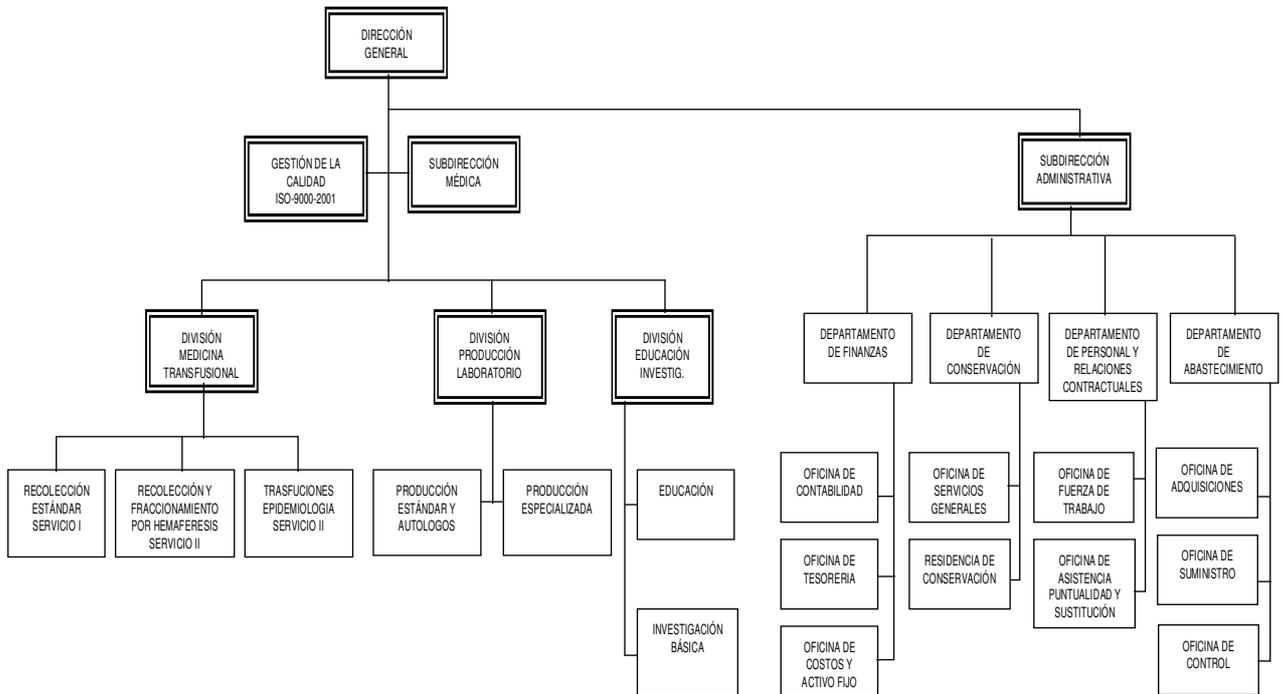 DIRECCIÓN
GENERAL
GESTIÓN DE LA
CALIDAD
ISO-9000-2001
SUBDIRECCIÓN
MÉDICA
SUBDIRECCIÓN
ADMINISTRATIVA
DIVISIÓN
MEDICINA
TRANSFUSIONAL
DIVISIÓN
PRODUCCIÓN
LABORATORIO
DIVISIÓN
EDUCACIÓN
INVESTIG.
DEPARTAMENTO
DE FINANZAS
DEPARTAMENTO
DE
CONSERVACIÓN
DEPARTAMENTO
DE PERSONAL Y
RELACIONES
CONTRACTUALES
DEPARTAMENTO
DE
ABASTECIMIENTO
RECOLECCIÓN
ESTÁNDAR
SERVICIO I
RECOLECCIÓN Y
FRACCIONAMIENTO
POR HEMAFERESIS
SERVICIO II
TRASFUCIONES
EPIDEMIOLOGIA
SERVICIO II
PRODUCCIÓN
ESTÁNDAR Y
AUTOLOGOS
PRODUCCIÓN
ESPECIALIZADA
EDUCACIÓN
INVESTIGACIÓN
BÁSICA
OFICINA DE
CONTABILIDAD
OFICINA DE
TESORERIA
OFICINA DE
COSTOS Y
ACTIVO FIJO
OFICINA DE
SERVICIOS
GENERALES
RESIDENCIA DE
CONSERVACIÓN
OFICINA DE
FUERZA DE
TRABAJO
OFICINA DE
ASISTENCIA
PUNTUALIDAD Y
SUSTITUCIÓN
OFICINA DE
ADQUISICIONES
OFICINA DE
SUMINISTRO
OFICINA DE
CONTROL